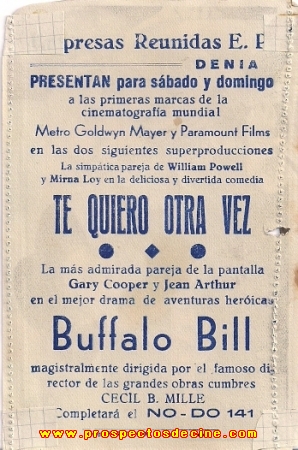 presas Reunidas E. P
DENIA
PRESENTAN para sábado y domingo
a las primeras marcas de la
cinematografía mundial
Metro Goldwyn Mayer y Paramount Films
en las dos siguientes superproducciones
La simpática pareja de William Powell
y Mirna Loy en la deliciosa y divertida comedia
TE QUIERO OTRA VEZ
La más admirada pareja de la pantalla
Gary Cooper y Jean Arthur
en el mejor drama de aventuras heróicas
Buffalo Bill
magistralmente dirigida por el famoso di
rector de las grandes obras cumbres
CECIL B. MILLE
Completará el NO-DO 141
www.prospectosdecine.com